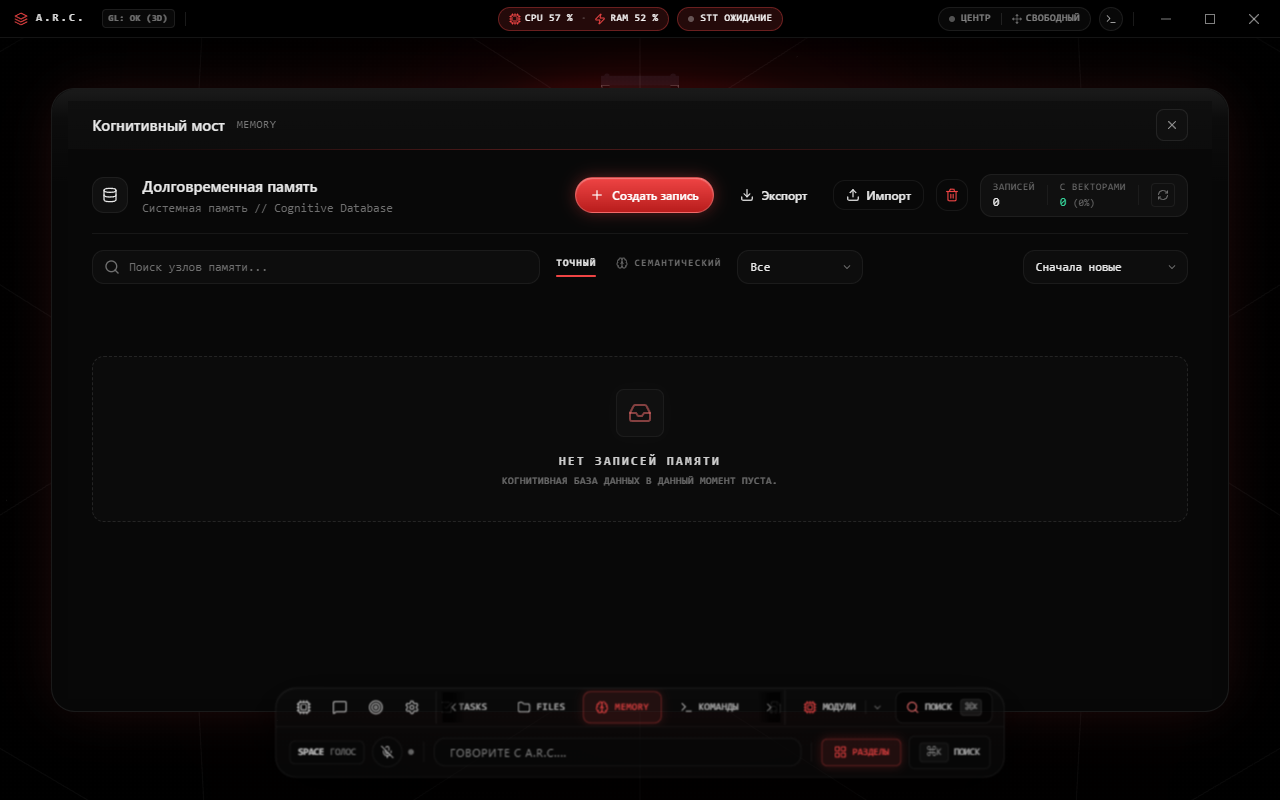 A.R.C.
GL: OK (3D)
CPU 57 % · RAM 52 %
STT ОЖИДАНИЕ
ЦЕНТР
СВОБОДНЫЙ
Когнитивный мост MEMORY
Долговременная память
Системная память // Cognitive Database
Создать запись
Экспорт
Импорт
ЗАПИСЕЙ
0
С ВЕКТОРАМИ
0 (0%)
Поиск узлов памяти...
ТОЧНЫЙ
СЕМАНТИЧЕСКИЙ
Все
Сначала новые
НЕТ ЗАПИСЕЙ ПАМЯТИ
КОГНИТИВНАЯ БАЗА ДАННЫХ В ДАННЫЙ МОМЕНТ ПУСТА.
TASKS
FILES
MEMORY
КОМАНДЫ
МОДУЛИ
ПОИСК ⌘K
SPACE ГОЛОС
ГОВОРИТЕ С A.R.C....
РАЗДЕЛЫ
⌘K ПОИСК